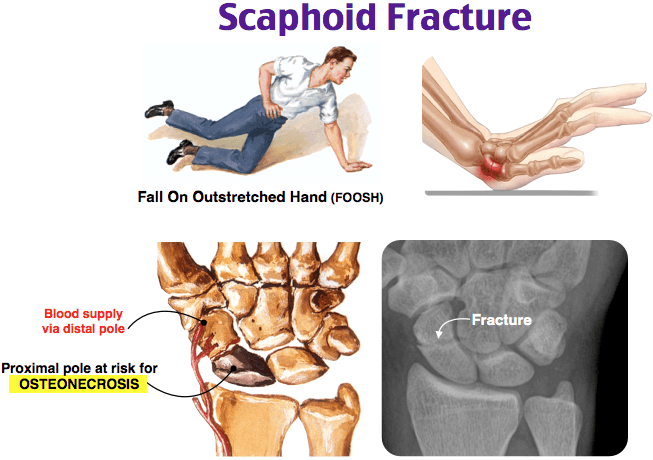 Scaphoid Fracture
Fall On Outstretched Hand (FOOSH)
Blood supply
via distal pole
Proximal pole at risk for
OSTEONECROSIS
Fracture